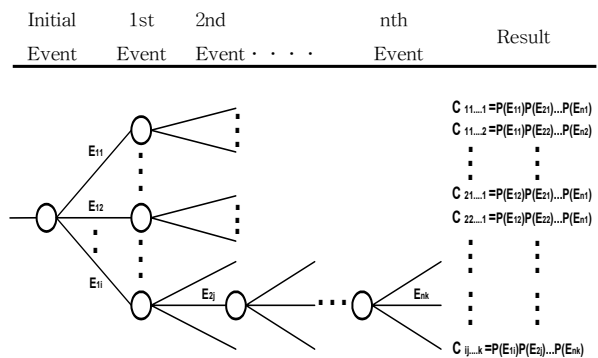 Initial 1st 2nd nth Result
Event Event Event · · · · Event
C 11....1 =P(E11)P(E21)...P(En1)
C 11....2 =P(E11)P(E22)...P(En2)
E11
C 21....1 =P(E12)P(E21)...P(En1)
E12
C 22....1 =P(E12)P(E22)...P(En1)
E1i
E2j
Enk
C ij....k =P(E1i)P(E2j)...P(Enk)